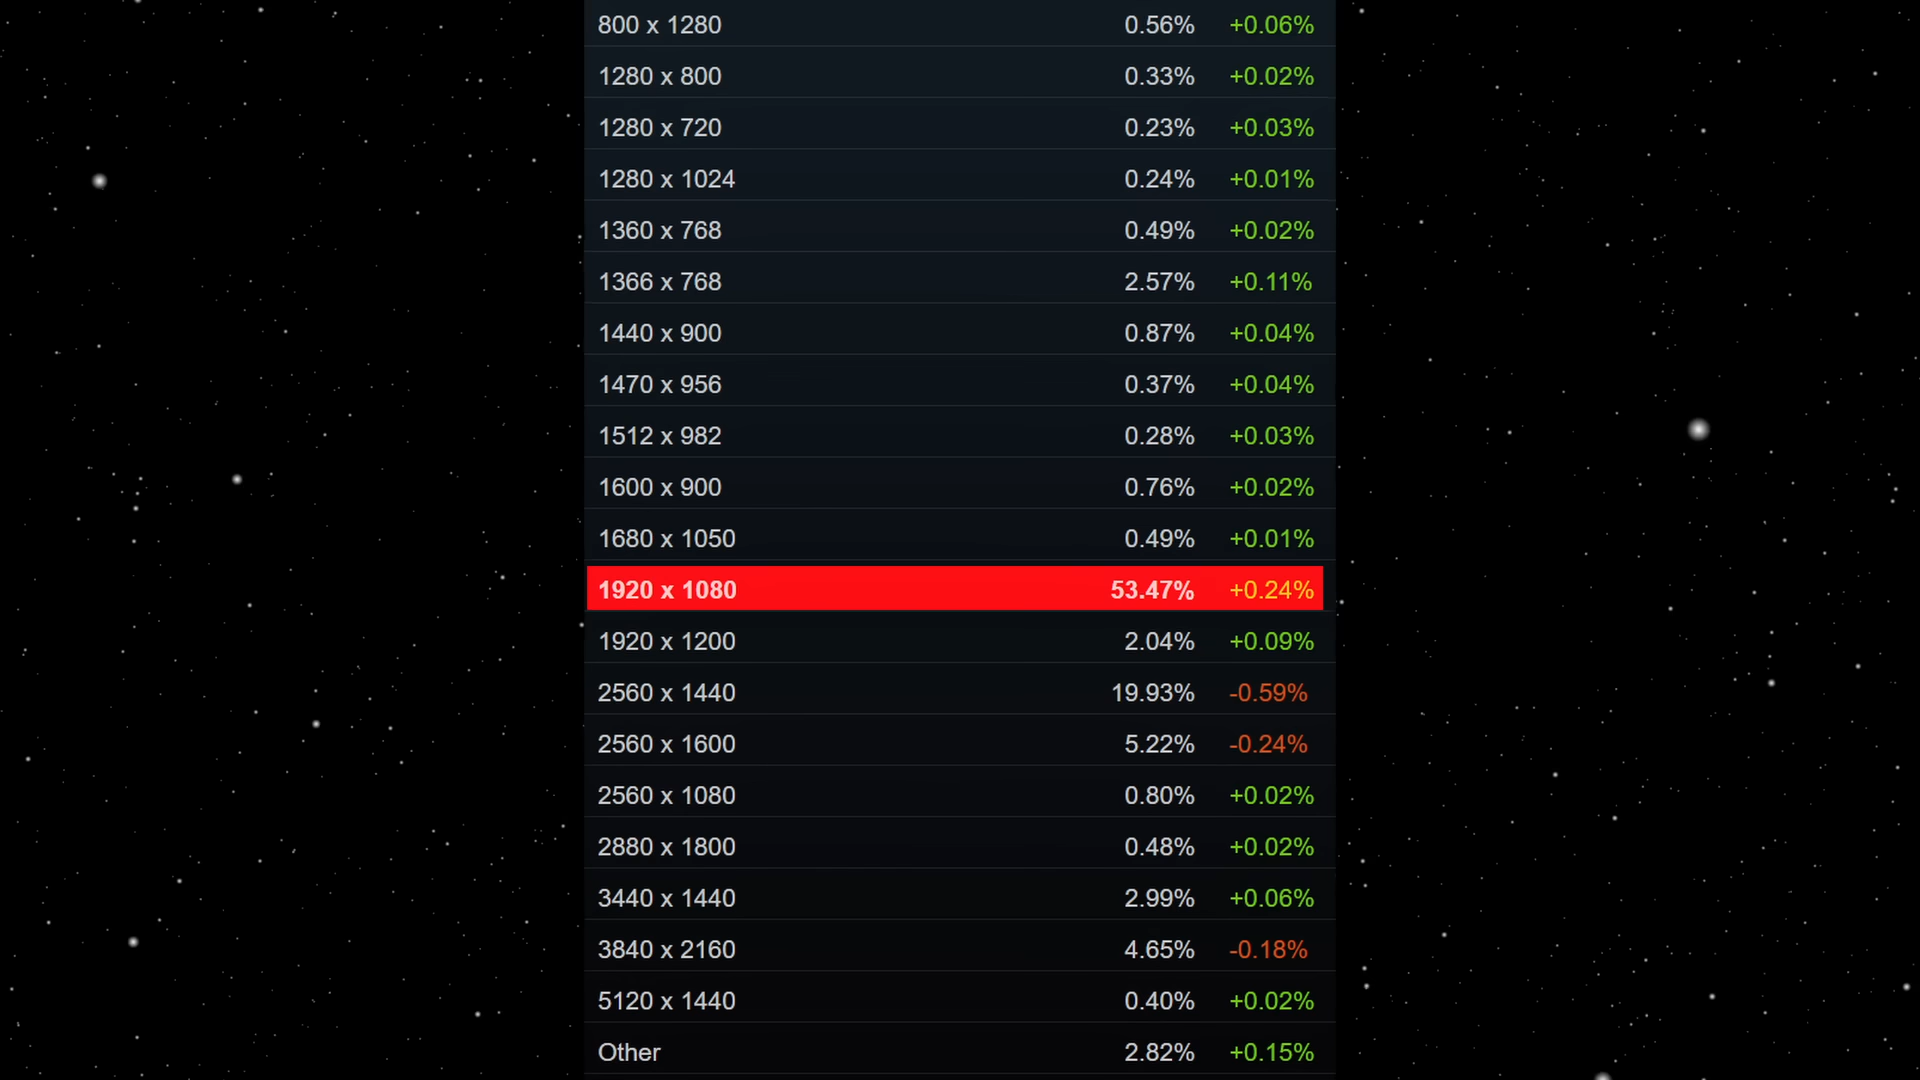 800 x 1280 0.56% +0.06%
1280 x 800 0.33% +0.02%
1280 x 720 0.23% +0.03%
1280 x 1024 0.24% +0.01%
1360 x 768 0.49% +0.02%
1366 x 768 2.57% +0.11%
1440 x 900 0.87% +0.04%
1470 x 956 0.37% +0.04%
1512 x 982 0.28% +0.03%
1600 x 900 0.76% +0.02%
1680 x 1050 0.49% +0.01%
1920 x 1080 53.47% +0.24%
1920 x 1200 2.04% +0.09%
2560 x 1440 19.93% -0.59%
2560 x 1600 5.22% -0.24%
2560 x 1080 0.80% +0.02%
2880 x 1800 0.48% +0.02%
3440 x 1440 2.99% +0.06%
3840 x 2160 4.65% -0.18%
5120 x 1440 0.40% +0.02%
Other 2.82% +0.15%